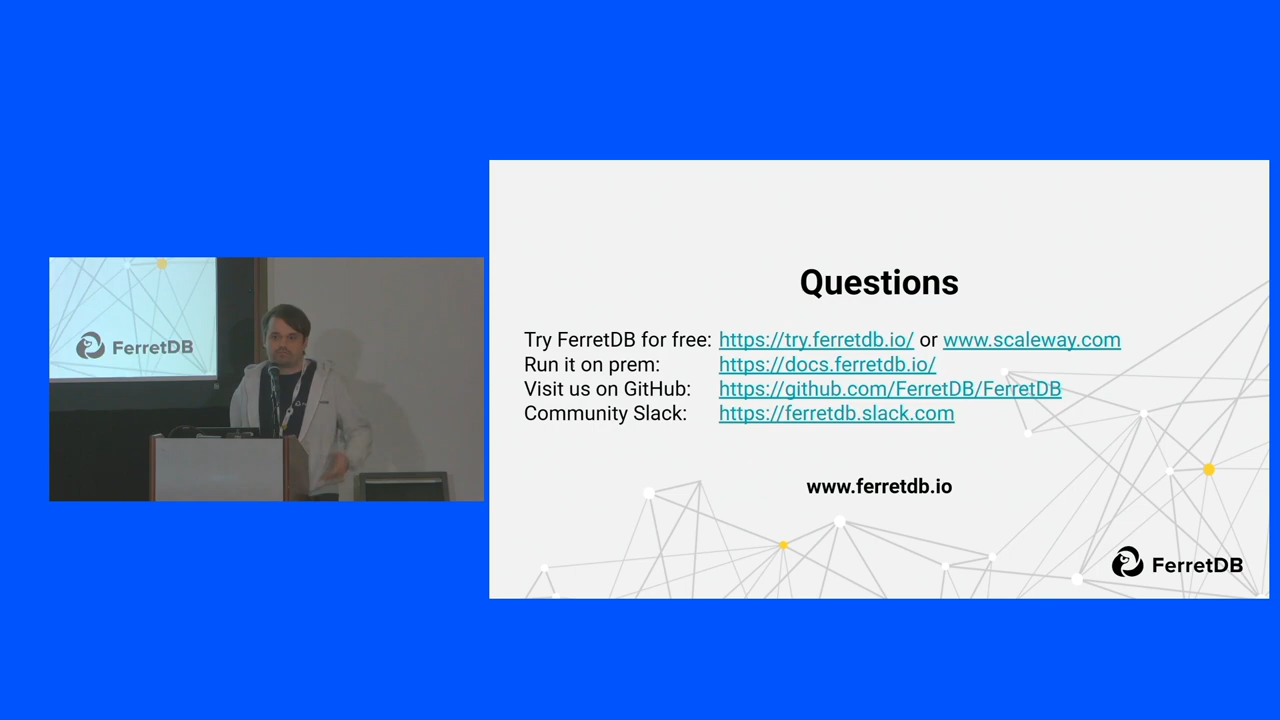 FerretDB
Questions
Try FerretDB for free: https://try.ferretdb.io/ or www.scaleway.com
Run it on prem: https://docs.ferretdb.io/
Visit us on GitHub: https://github.com/FerretDB/FerretDB
Community Slack: https://ferretdb.slack.com
www.ferretdb.io
FerretDB